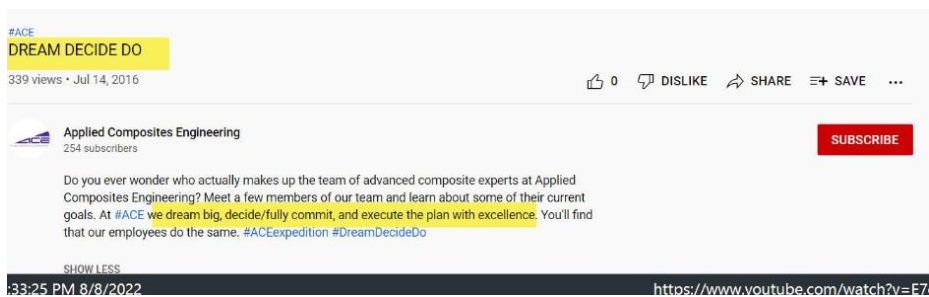 #ACE
DREAM DECIDE DO
339 views • Jul 14, 2016
0 DISLIKE SHARE SAVE ...
ACE
Applied Composites Engineering
254 subscribers
SUBSCRIBE
Do you ever wonder who actually makes up the team of advanced composite experts at Applied
Composites Engineering? Meet a few members of our team and learn about some of their current
goals. At #ACE we dream big, decide/fully commit, and execute the plan with excellence. You'll find
that our employees do the same. #ACEexpedition #DreamDecideDo
SHOW LESS
:33:25 PM 8/8/2022 https://www.youtube.com/watch?v=E7